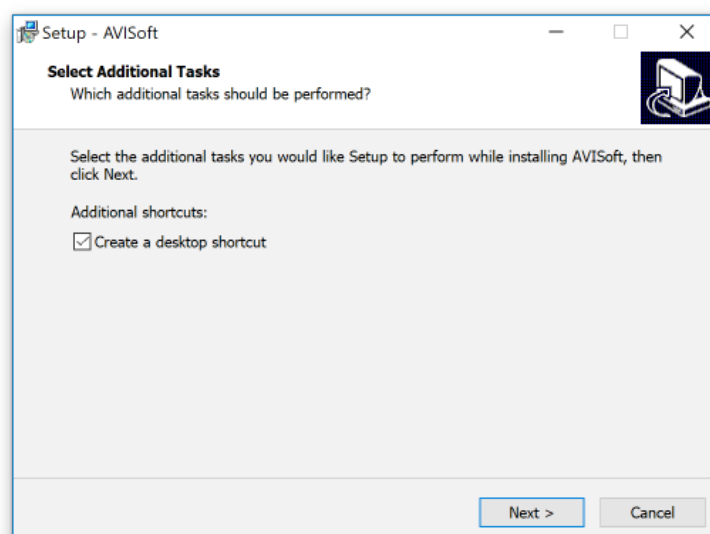 Setup - AVISoft
Select Additional Tasks
Which additional tasks should be performed?
Select the additional tasks you would like Setup to perform while installing AVISoft, then
click Next.
Additional shortcuts:
Create a desktop shortcut
Next >
Cancel